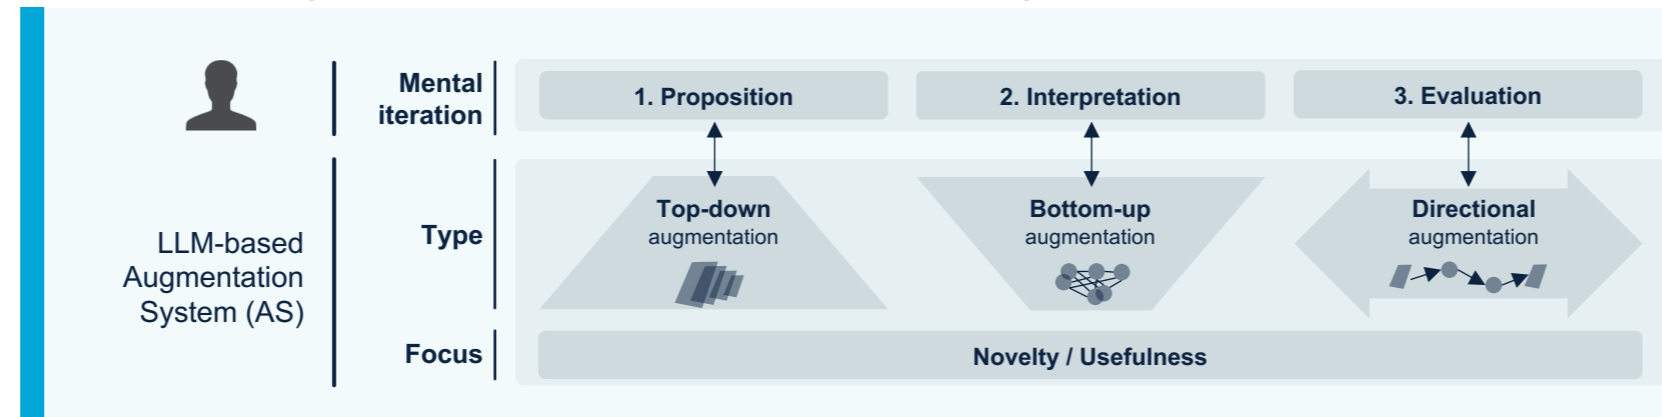 Mental
iteration
1. Proposition
2. Interpretation
3. Evaluation
LLM-based
Augmentation
System (AS)
Type
Top-down
augmentation
Bottom-up
augmentation
Directional
augmentation
Focus
Novelty / Usefulness